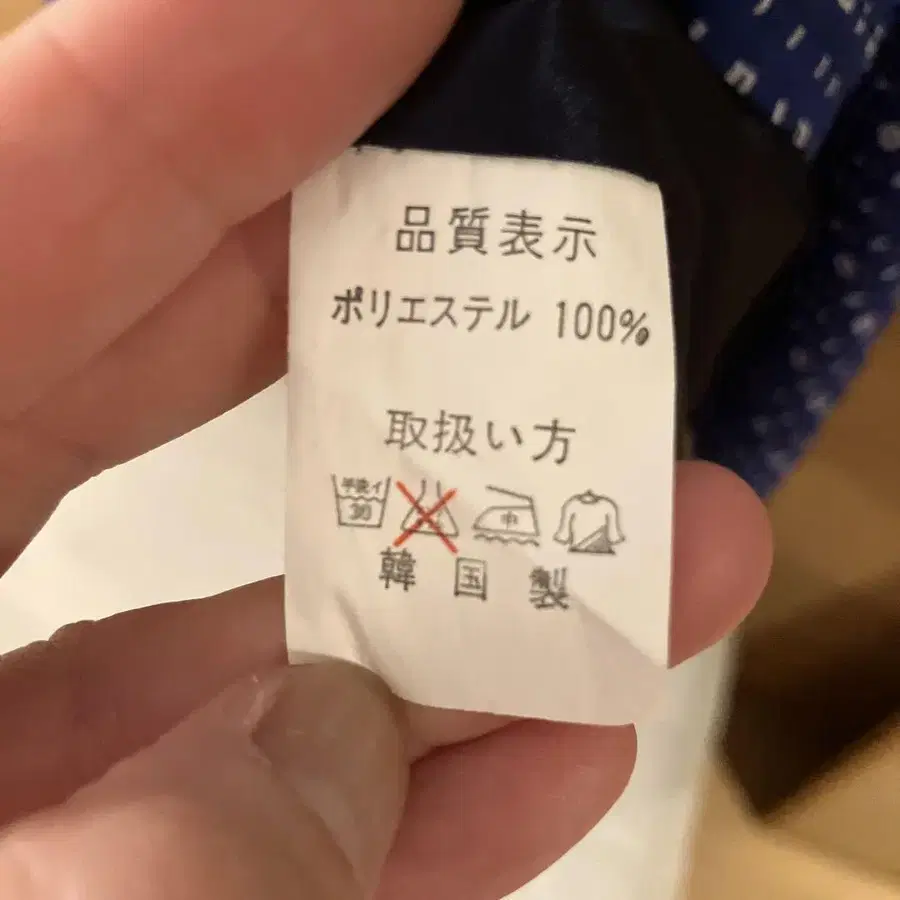 品質表示
ポリエステル 100%
取扱い方
手洗イ 30 中
韓国製